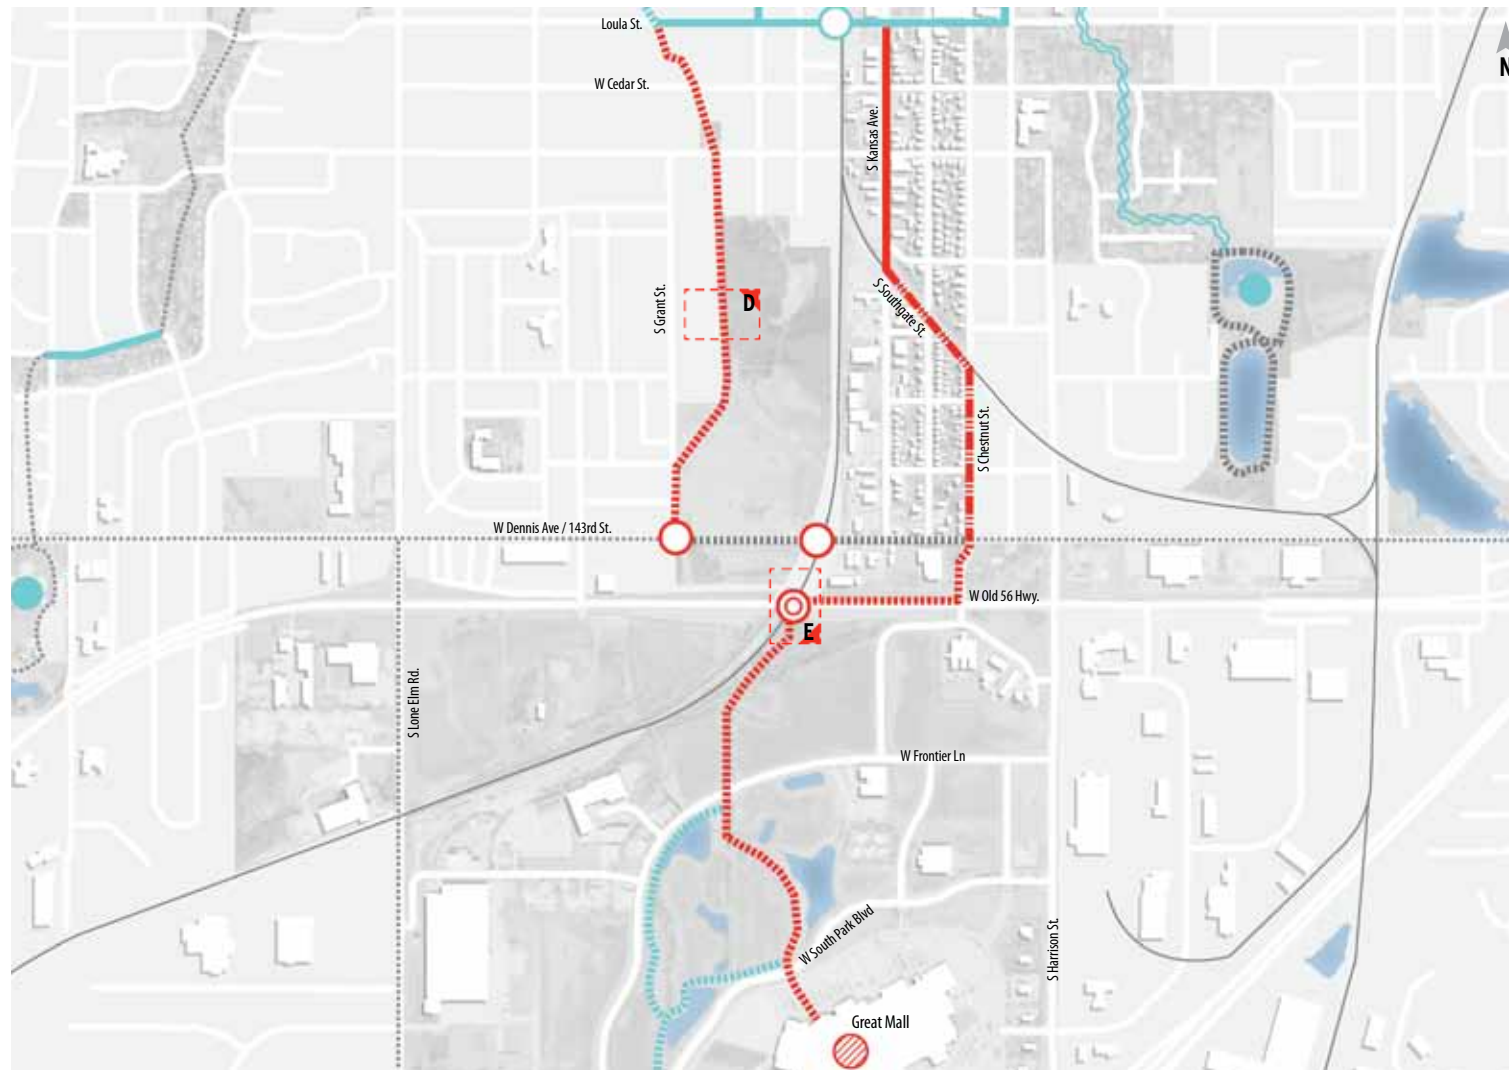 Loula St.
N
W Cedar St.
S Kansas Ave.
S Grant St.
D
S Southgate St.
S Chestnut St.
W Dennis Ave / 143rd St.
W Old 56 Hwy.
E
S Lone Elm Rd.
W Frontier Ln
W South Park Blvd
S Harrison St.
Great Mall